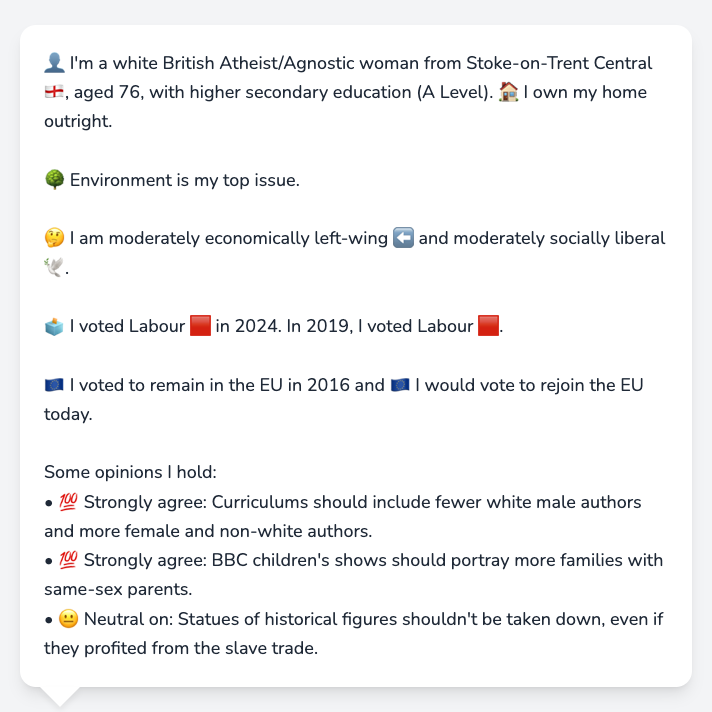 👤 I'm a white British Atheist/Agnostic woman from Stoke-on-Trent Central
🏴󠁧󠁢󠁥󠁮󠁧󠁿, aged 76, with higher secondary education (A Level). 🏠 I own my home
outright.
🌳 Environment is my top issue.
🤔 I am moderately economically left-wing ⬅️ and moderately socially liberal
🕊️.
🗳️ I voted Labour 🟥 in 2024. In 2019, I voted Labour 🟥.
🇪🇺 I voted to remain in the EU in 2016 and 🇪🇺 I would vote to rejoin the EU
today.
Some opinions I hold:
• 💯 Strongly agree: Curriculums should include fewer white male authors
and more female and non-white authors.
• 💯 Strongly agree: BBC children's shows should portray more families with
same-sex parents.
• 😐 Neutral on: Statues of historical figures shouldn't be taken down, even if
they profited from the slave trade.